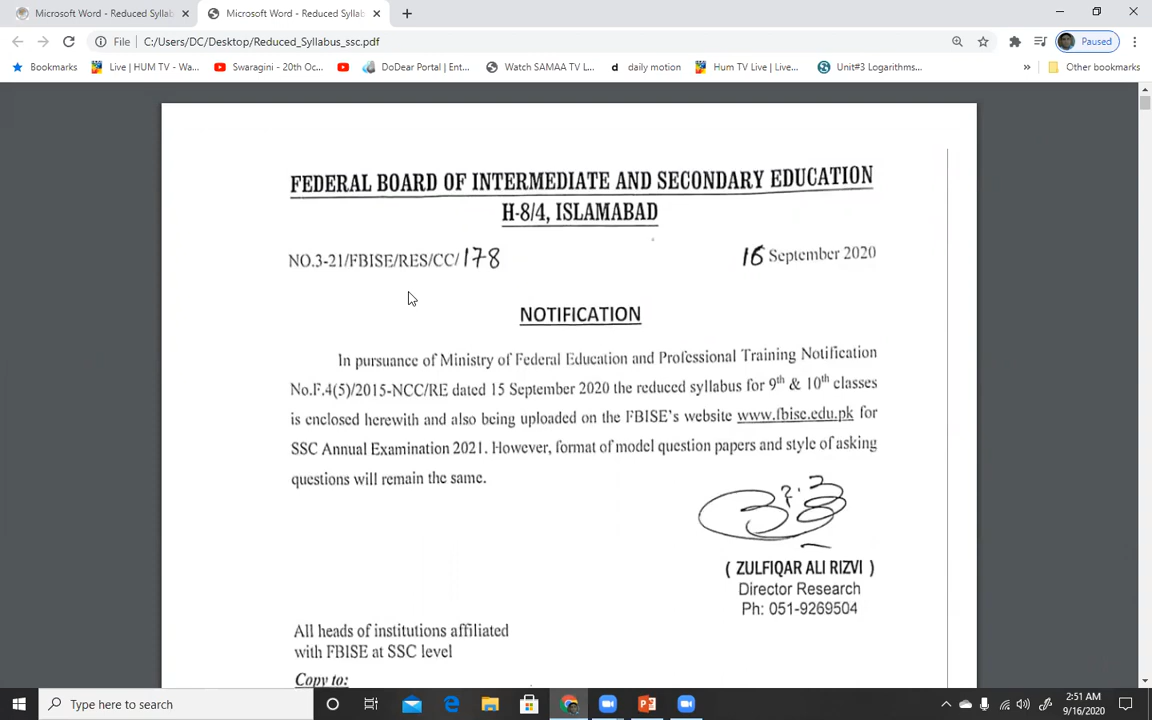 Microsoft Word - Reduced Syllab
Microsoft Word - Reduced Syllab
File
C:/Users/DC/Desktop/Reduced_Syllabus_ssc.pdf
Paused
Bookmarks
Live | HUM TV - Wa...
Swaragini - 20th Oc...
DoDear Portal | Ent...
Watch SAMAA TV L...
d daily motion
Hum TV Live | Live...
Unit#3 Logarithms...
»
Other bookmarks
FEDERAL BOARD OF INTERMEDIATE AND SECONDARY EDUCATION
H-8/4, ISLAMABAD
NO.3-21/FBISE/RES/CC/178
16 September 2020
NOTIFICATION
In pursuance of Ministry of Federal Education and Professional Training Notification
No.F.4(5)/2015-NCC/RE dated 15 September 2020 the reduced syllabus for 9th & 10th classes
is enclosed herewith and also being uploaded on the FBISE's website www.fbise.edu.pk for
SSC Annual Examination 2021. However, format of model question papers and style of asking
questions will remain the same.
( ZULFIQAR ALI RIZVI )
Director Research
Ph: 051-9269504
All heads of institutions affiliated
with FBISE at SSC level
Copy to:
Type here to search
2:51 AM
9/16/2020